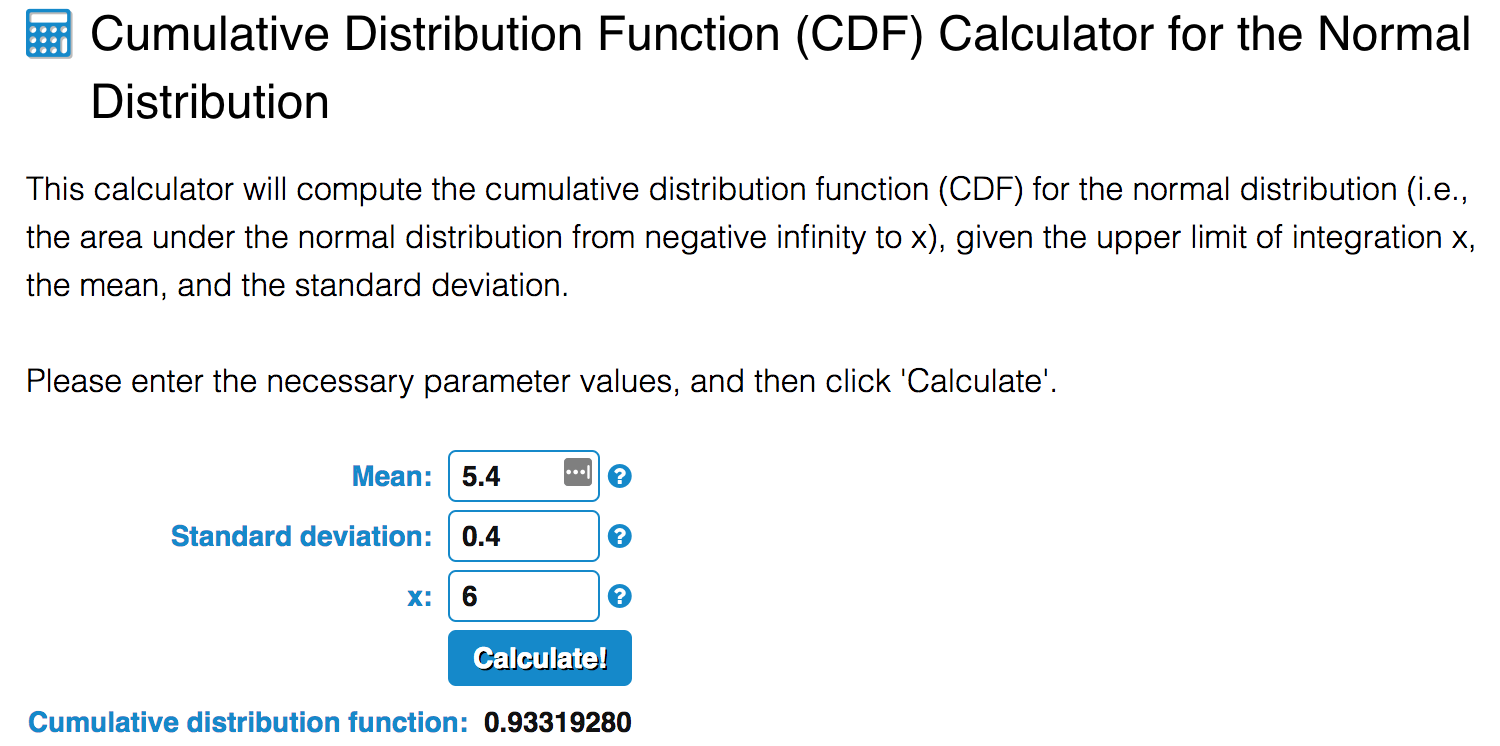 Cumulative Distribution Function (CDF) Calculator for the Normal
Distribution
This calculator will compute the cumulative distribution function (CDF) for the normal distribution (i.e.,
the area under the normal distribution from negative infinity to x), given the upper limit of integration x,
the mean, and the standard deviation.
Please enter the necessary parameter values, and then click 'Calculate'.
Mean: 5.4 ?
Standard deviation: 0.4 ?
x: 6 ?
Calculate!
Cumulative distribution function: 0.93319280